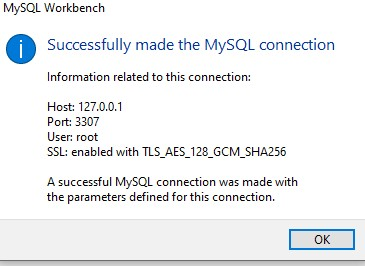 MySQL Workbench
Successfully made the MySQL connection
Information related to this connection:
Host: 127.0.0.1
Port: 3307
User: root
SSL: enabled with TLS_AES_128_GCM_SHA256
A successful MySQL connection was made with
the parameters defined for this connection.
OK